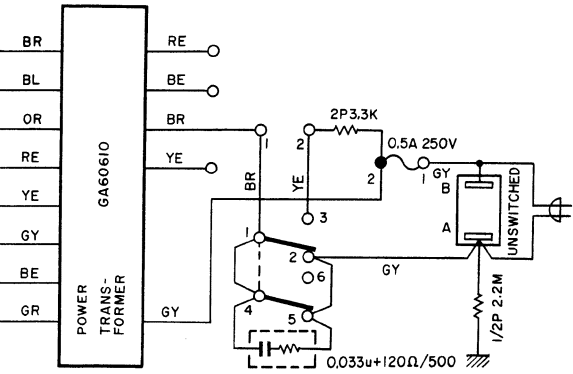 BR
BL
OR
RE
YE
GY
BE
GR
GA60610
POWER
TRANS-
FORMER
RE
BE
BR
YE
GY
1
2
2P3.3K
0.5A 250V
2
1
GY
B
A
UNSWITCHED
BR
YE
3
1
2
6
GY
4
5
0,033u+120Ω/500
1/2P 2.2M